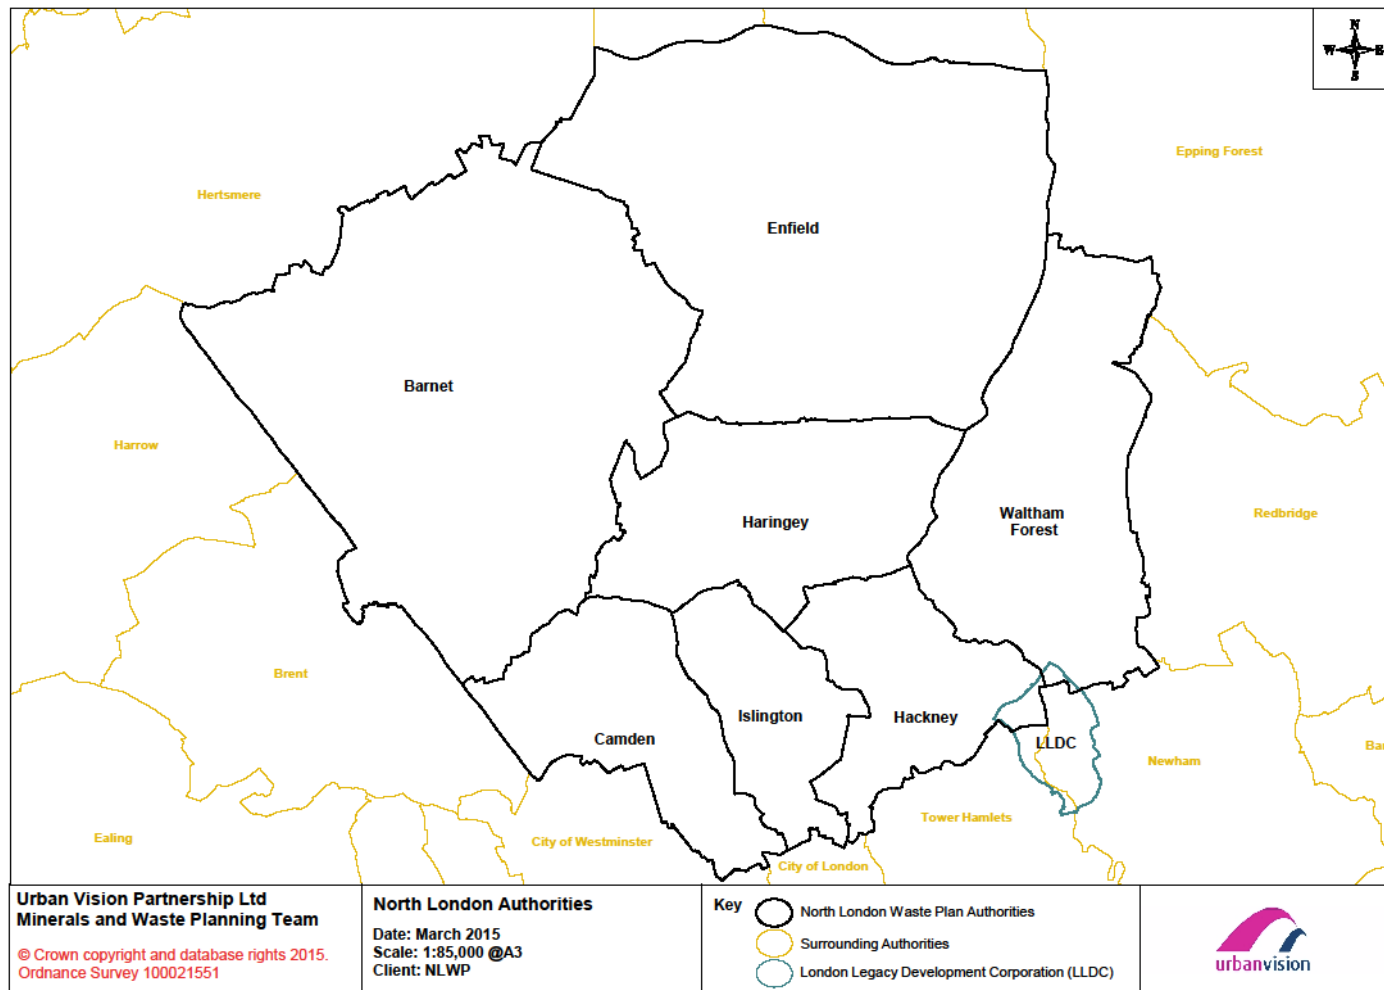 N
W E
S
Epping Forest
Hertsmere
Enfield
Barnet
Harrow
Haringey
Waltham
Forest
Redbridge
Brent
Islington
Hackney
Camden
LLDC
Newham
Bar
Tower Hamlets
Ealing
City of Westminster
City of London
Urban Vision Partnership Ltd
Minerals and Waste Planning Team
© Crown copyright and database rights 2015.
Ordnance Survey 100021551
North London Authorities
Date: March 2015
Scale: 1:85,000 @A3
Client: NLWP
Key
North London Waste Plan Authorities
Surrounding Authorities
London Legacy Development Corporation (LLDC)
urbanvision